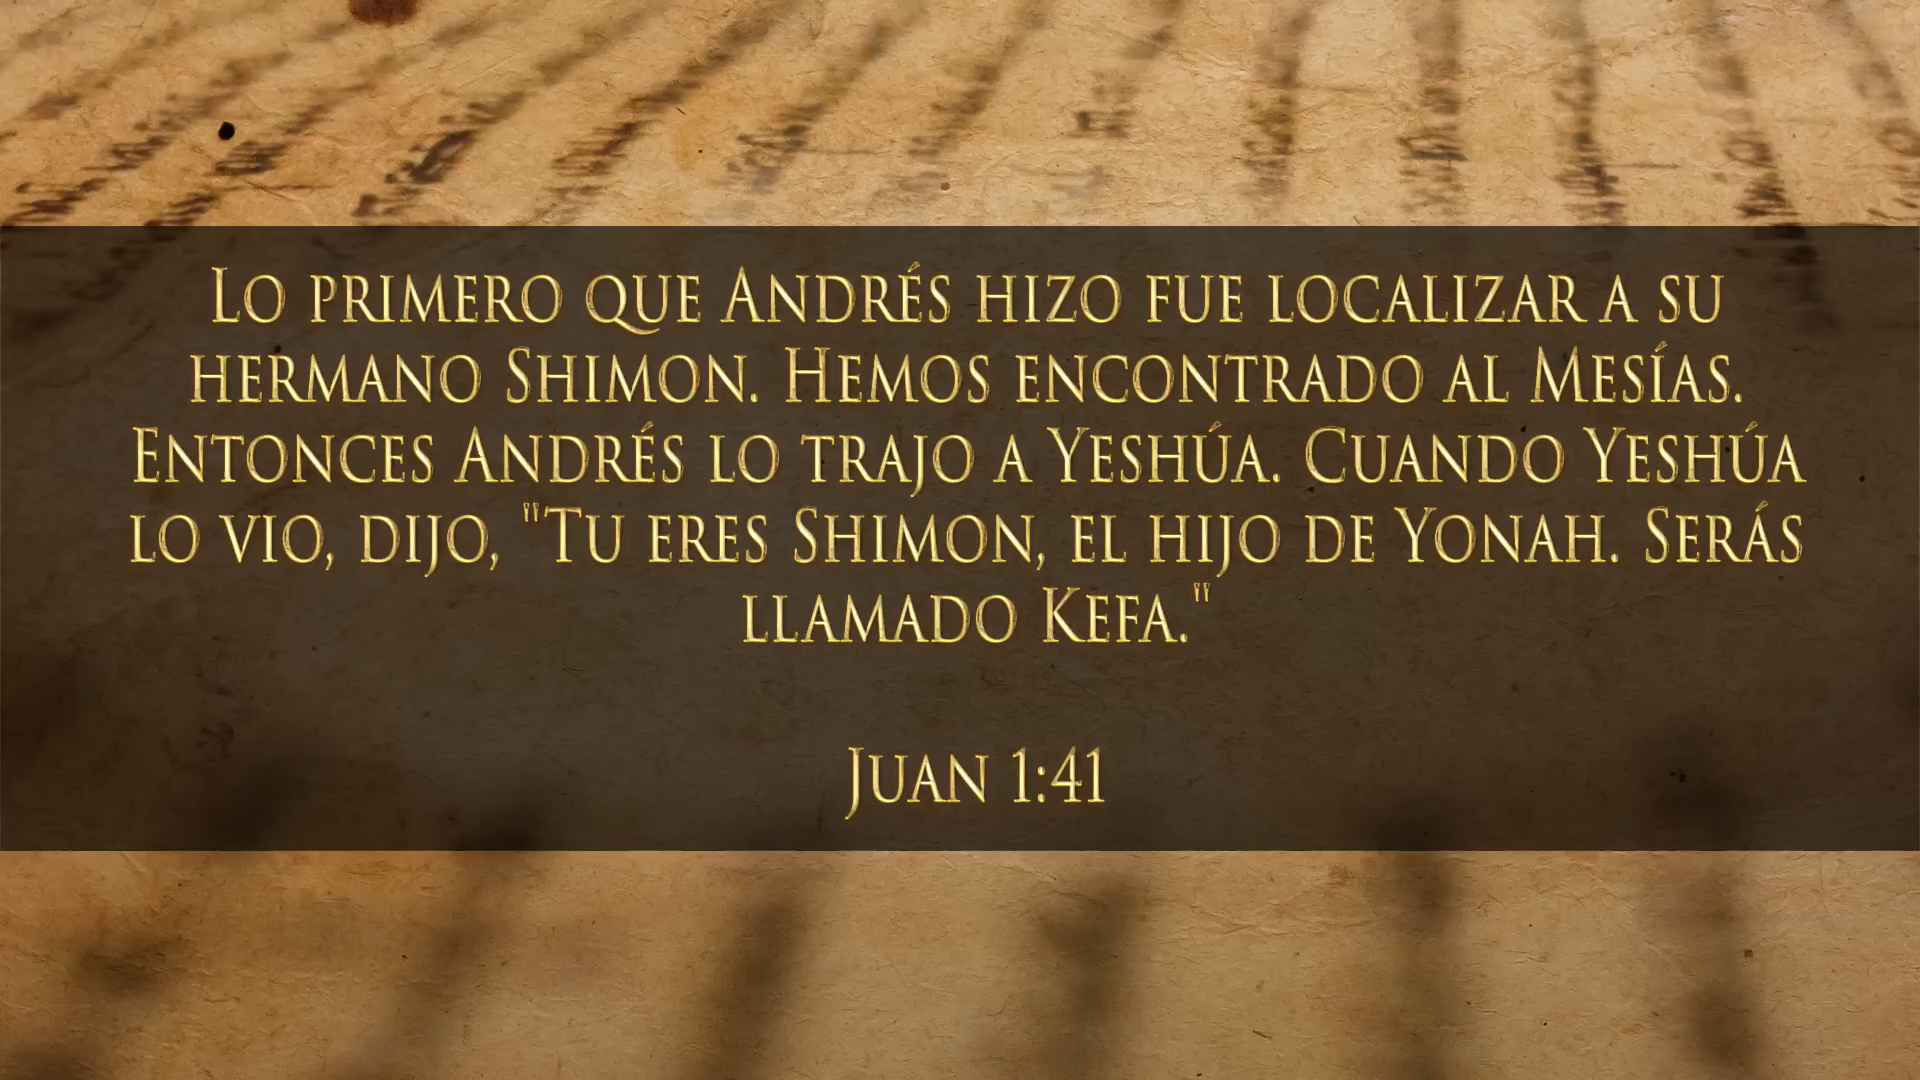 Lo primero que Andrés hizo fue localizar a su
hermano Shimon. Hemos encontrado al Mesías.
Entonces Andrés lo trajo a Yeshúa. Cuando Yeshúa
lo vio, dijo, "Tu eres Shimon, el hijo de Yonah. Serás
llamado Kefa."
Juan 1:41